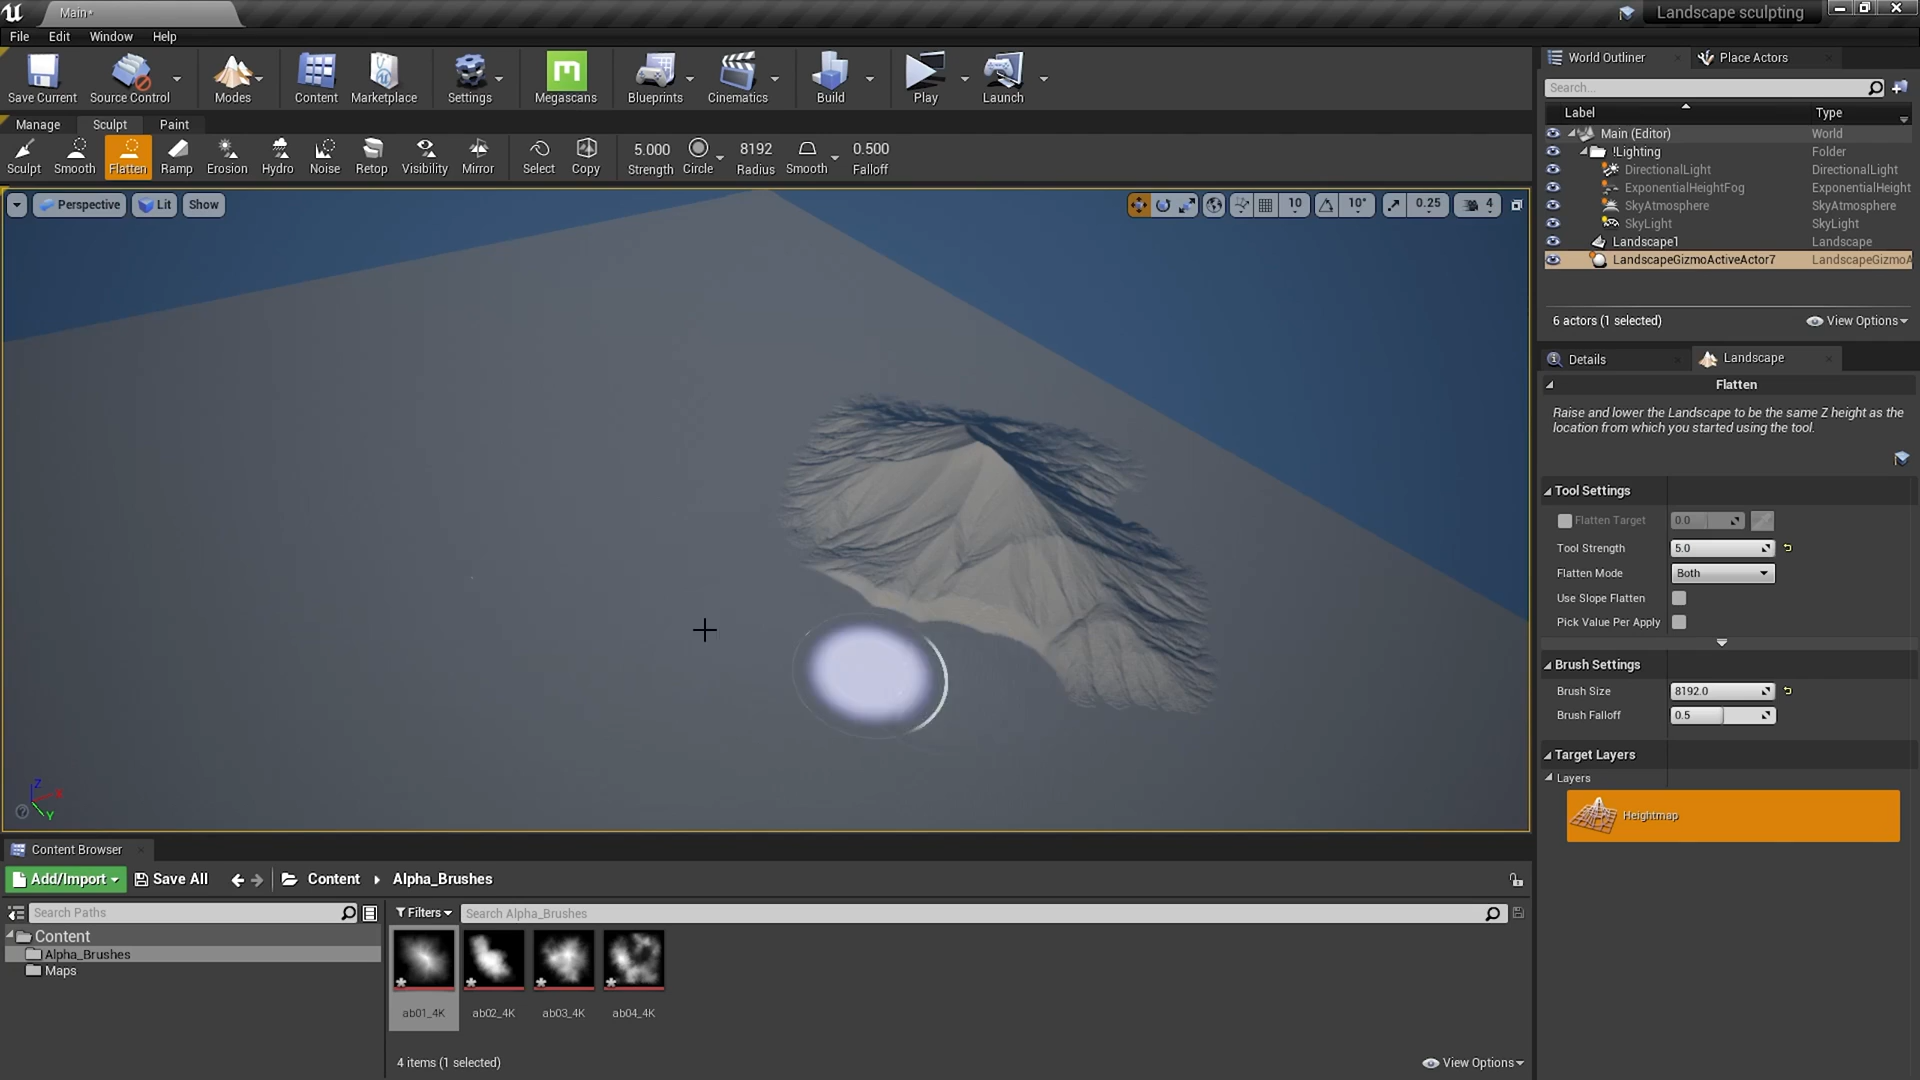 Main*
Landscape sculpting
File Edit Window Help
Save Current
Source Control
Modes
Content
Marketplace
Settings
Megascans
Blueprints
Cinematics
Build
Play
Launch
Manage Sculpt Paint
Sculpt Smooth Flatten Ramp Erosion Hydro Noise Retop Visibility Mirror Select Copy
5.000 Strength
Circle
8192 Radius
Smooth
0.500 Falloff
Perspective Lit Show
10 10° 0.25 4
Z
X
Y
World Outliner
Place Actors
Search...
Label Type
Main (Editor) World
!Lighting Folder
DirectionalLight DirectionalLight
ExponentialHeightFog ExponentialHeight
SkyAtmosphere SkyAtmosphere
SkyLight SkyLight
Landscape1 Landscape
LandscapeGizmoActiveActor7 LandscapeGizmoA
6 actors (1 selected) View Options
Details Landscape
Flatten
Raise and lower the Landscape to be the same Z height as the
location from which you started using the tool.
Tool Settings
Flatten Target 0.0
Tool Strength 5.0
Flatten Mode Both
Use Slope Flatten
Pick Value Per Apply
Brush Settings
Brush Size 8192.0
Brush Falloff 0.5
Target Layers
Layers
Heightmap
Content Browser
Add/Import Save All Content Alpha_Brushes
Search Paths
Filters Search Alpha_Brushes
Content
Alpha_Brushes
Maps
ab01_4K ab02_4K ab03_4K ab04_4K
4 items (1 selected) View Options